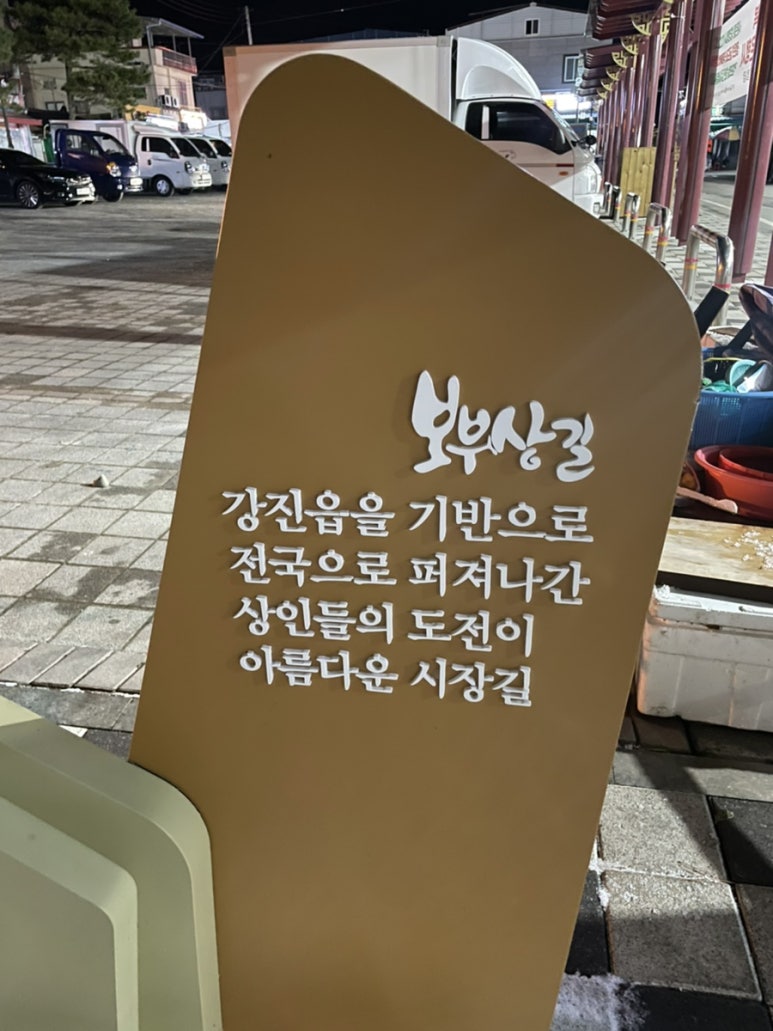 보부상길
강진읍을 기반으로
전국으로 퍼져나간
상인들의 도전이
아름다운 시장길